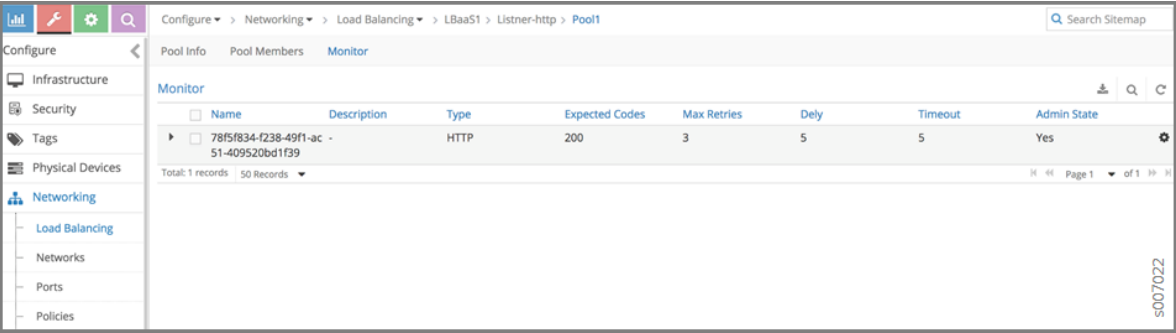 Configure > Networking > Load Balancing > LBaaS1 > Listner-http > Pool1
Search Sitemap
Configure
Pool Info Pool Members Monitor
Infrastructure
Security
Tags
Physical Devices
Networking
Load Balancing
Networks
Ports
Policies
Monitor
Name Description Type Expected Codes Max Retries Dely Timeout Admin State
78f5f834-f238-49f1-ac - HTTP 200 3 5 5 Yes
51-409520bd1f39
Total: 1 records 50 Records Page 1 of 1
s007022